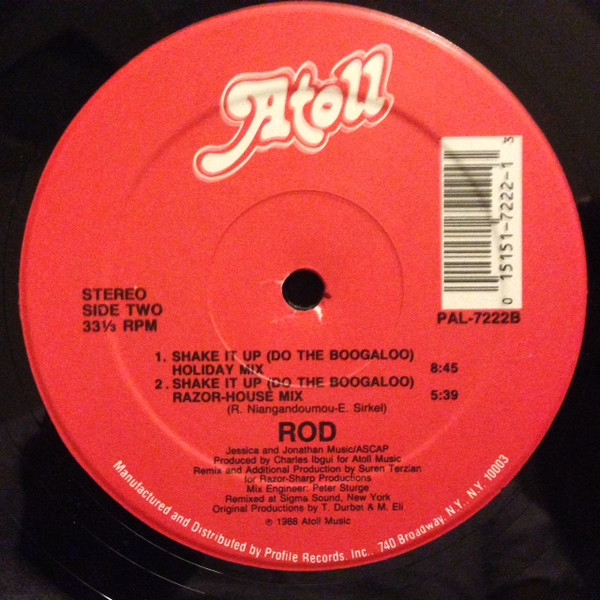 Atoll
0 15151-7222-1 3
PAL-7222B
STEREO
SIDE TWO
33⅓ RPM
1. SHAKE IT UP (DO THE BOOGALOO)
HOLIDAY MIX 8:45
2. SHAKE IT UP (DO THE BOOGALOO)
RAZOR-HOUSE MIX 5:39
(R. Niangandoumou-E. Sirkel)
ROD
Jessica and Jonathan Music/ASCAP
Produced by Charles Ibgui for Atoll Music
Remix and Additional Production by Suren Terzian
for Razor-Sharp Productions
Mix Engineer: Peter Sturge
Remixed at Sigma Sound, New York
Original Productions by T. Durbet & M. Eli
℗ 1988 Atoll Music
Manufactured and Distributed by Profile Records. Inc., 740 Broadway, N.Y. N.Y. 10003